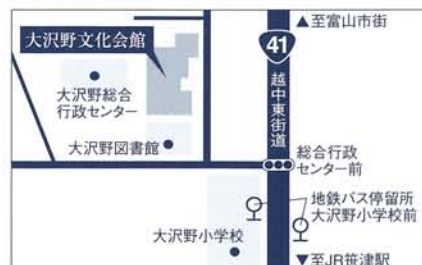 ▲至富山市街
41
大沢野文化会館
越中東街道
大沢野総合
行政センター
大沢野図書館
総合行政
センター前
地鉄バス停留所
大沢野小学校前
大沢野小学校
▼至JR笹津駅